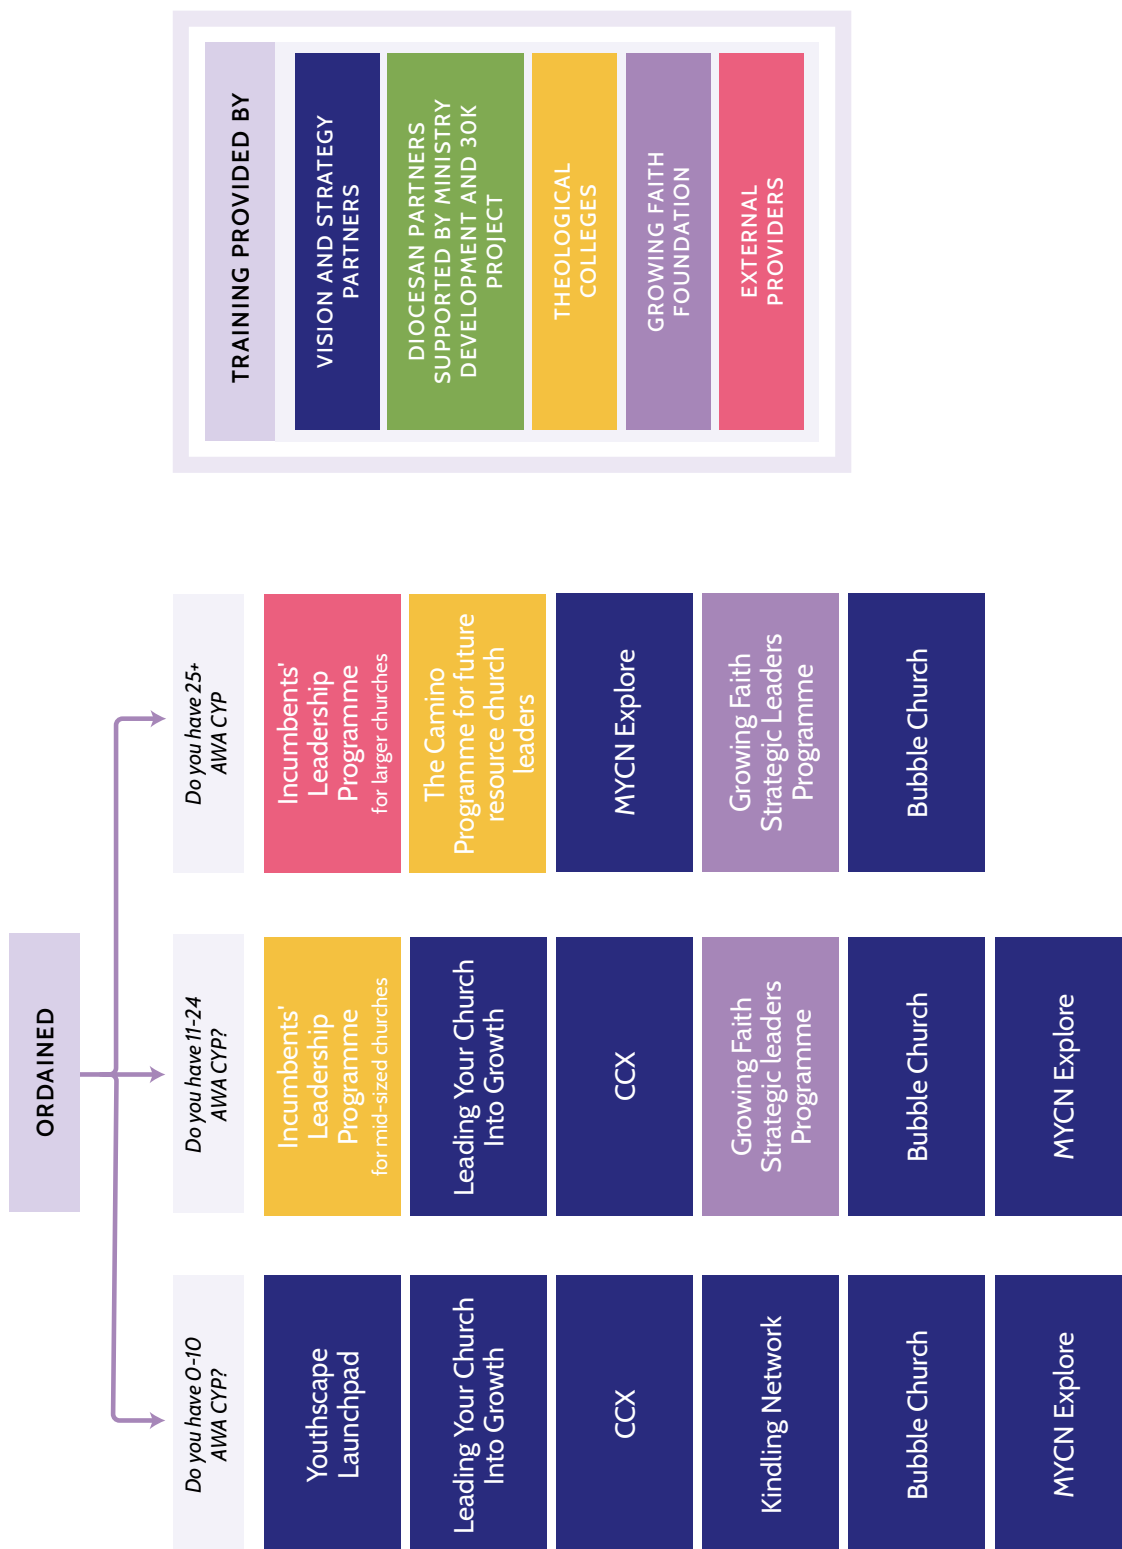 ORDAINED
Do you have 0-10
AWA CYP?
Youthscape
Launchpad
Leading Your Church
Into Growth
CCX
Kindling Network
Bubble Church
MYCN Explore
Do you have 11-24
AWA CYP?
Incumbents'
Leadership
Programme
for mid-sized churches
Leading Your Church
Into Growth
CCX
Growing Faith
Strategic leaders
Programme
Bubble Church
MYCN Explore
Do you have 25+
AWA CYP
Incumbents'
Leadership
Programme
for larger churches
The Camino
Programme for future
resource church
leaders
MYCN Explore
Growing Faith
Strategic Leaders
Programme
Bubble Church
TRAINING PROVIDED BY
VISION AND STRATEGY
PARTNERS
DIOCESAN PARTNERS
SUPPORTED BY MINISTRY
DEVELOPMENT AND 30K
PROJECT
THEOLOGICAL
COLLEGES
GROWING FAITH
FOUNDATION
EXTERNAL
PROVIDERS